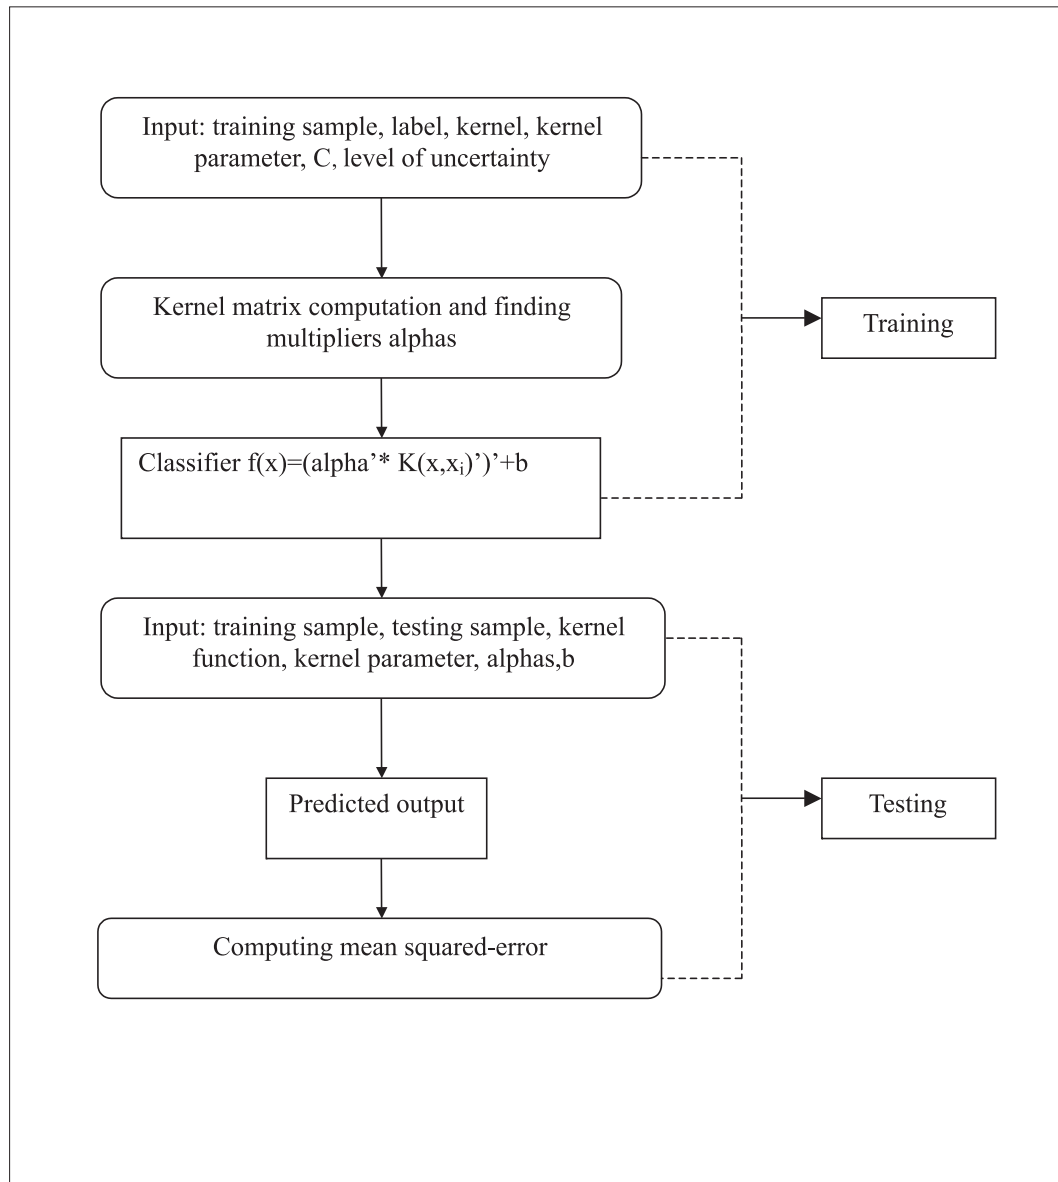 Input: training sample, label, kernel, kernel
parameter, C, level of uncertainty
Kernel matrix computation and finding
multipliers alphas
Training
Classifier f(x)=(alpha’* K(x,xᵢ)’)’+b
Input: training sample, testing sample, kernel
function, kernel parameter, alphas,b
Predicted output
Testing
Computing mean squared-error